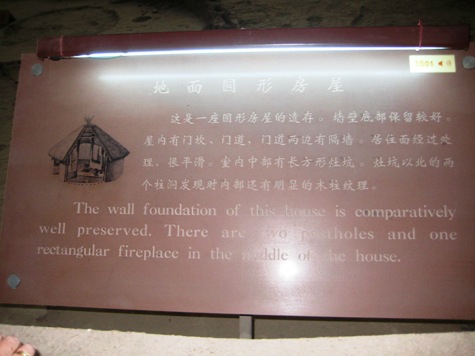 地面圆形房屋
这是一座圆形房屋的遗存。墙壁底部保留较好。
屋内有门坎、门道，门道两边有隔墙。居住面经过处
理，很平滑。室内中部有长方形灶坑。灶坑以北的两
个柱洞发现时内部还有明显的木柱纹理。
The wall foundation of this house is comparatively
well preserved. There are two postholes and one
rectangular fireplace in the middle of the house.